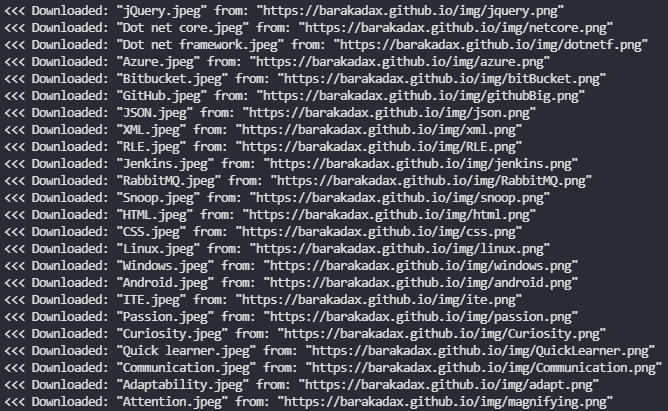 <<< Downloaded: "jQuery.jpeg" from: "https://barakadax.github.io/img/jquery.png"
<<< Downloaded: "Dot net core.jpeg" from: "https://barakadax.github.io/img/netcore.png"
<<< Downloaded: "Dot net framework.jpeg" from: "https://barakadax.github.io/img/dotnetf.png"
<<< Downloaded: "Azure.jpeg" from: "https://barakadax.github.io/img/azure.png"
<<< Downloaded: "Bitbucket.jpeg" from: "https://barakadax.github.io/img/bitBucket.png"
<<< Downloaded: "GitHub.jpeg" from: "https://barakadax.github.io/img/githubBig.png"
<<< Downloaded: "JSON.jpeg" from: "https://barakadax.github.io/img/json.png"
<<< Downloaded: "XML.jpeg" from: "https://barakadax.github.io/img/xml.png"
<<< Downloaded: "RLE.jpeg" from: "https://barakadax.github.io/img/RLE.png"
<<< Downloaded: "Jenkins.jpeg" from: "https://barakadax.github.io/img/jenkins.png"
<<< Downloaded: "RabbitMQ.jpeg" from: "https://barakadax.github.io/img/RabbitMQ.png"
<<< Downloaded: "Snoop.jpeg" from: "https://barakadax.github.io/img/snoop.png"
<<< Downloaded: "HTML.jpeg" from: "https://barakadax.github.io/img/html.png"
<<< Downloaded: "CSS.jpeg" from: "https://barakadax.github.io/img/css.png"
<<< Downloaded: "Linux.jpeg" from: "https://barakadax.github.io/img/linux.png"
<<< Downloaded: "Windows.jpeg" from: "https://barakadax.github.io/img/windows.png"
<<< Downloaded: "Android.jpeg" from: "https://barakadax.github.io/img/android.png"
<<< Downloaded: "ITE.jpeg" from: "https://barakadax.github.io/img/ite.png"
<<< Downloaded: "Passion.jpeg" from: "https://barakadax.github.io/img/passion.png"
<<< Downloaded: "Curiosity.jpeg" from: "https://barakadax.github.io/img/Curiosity.png"
<<< Downloaded: "Quick learner.jpeg" from: "https://barakadax.github.io/img/QuickLearner.png"
<<< Downloaded: "Communication.jpeg" from: "https://barakadax.github.io/img/Communication.png"
<<< Downloaded: "Adaptability.jpeg" from: "https://barakadax.github.io/img/adapt.png"
<<< Downloaded: "Attention.jpeg" from: "https://barakadax.github.io/img/magnifying.png"